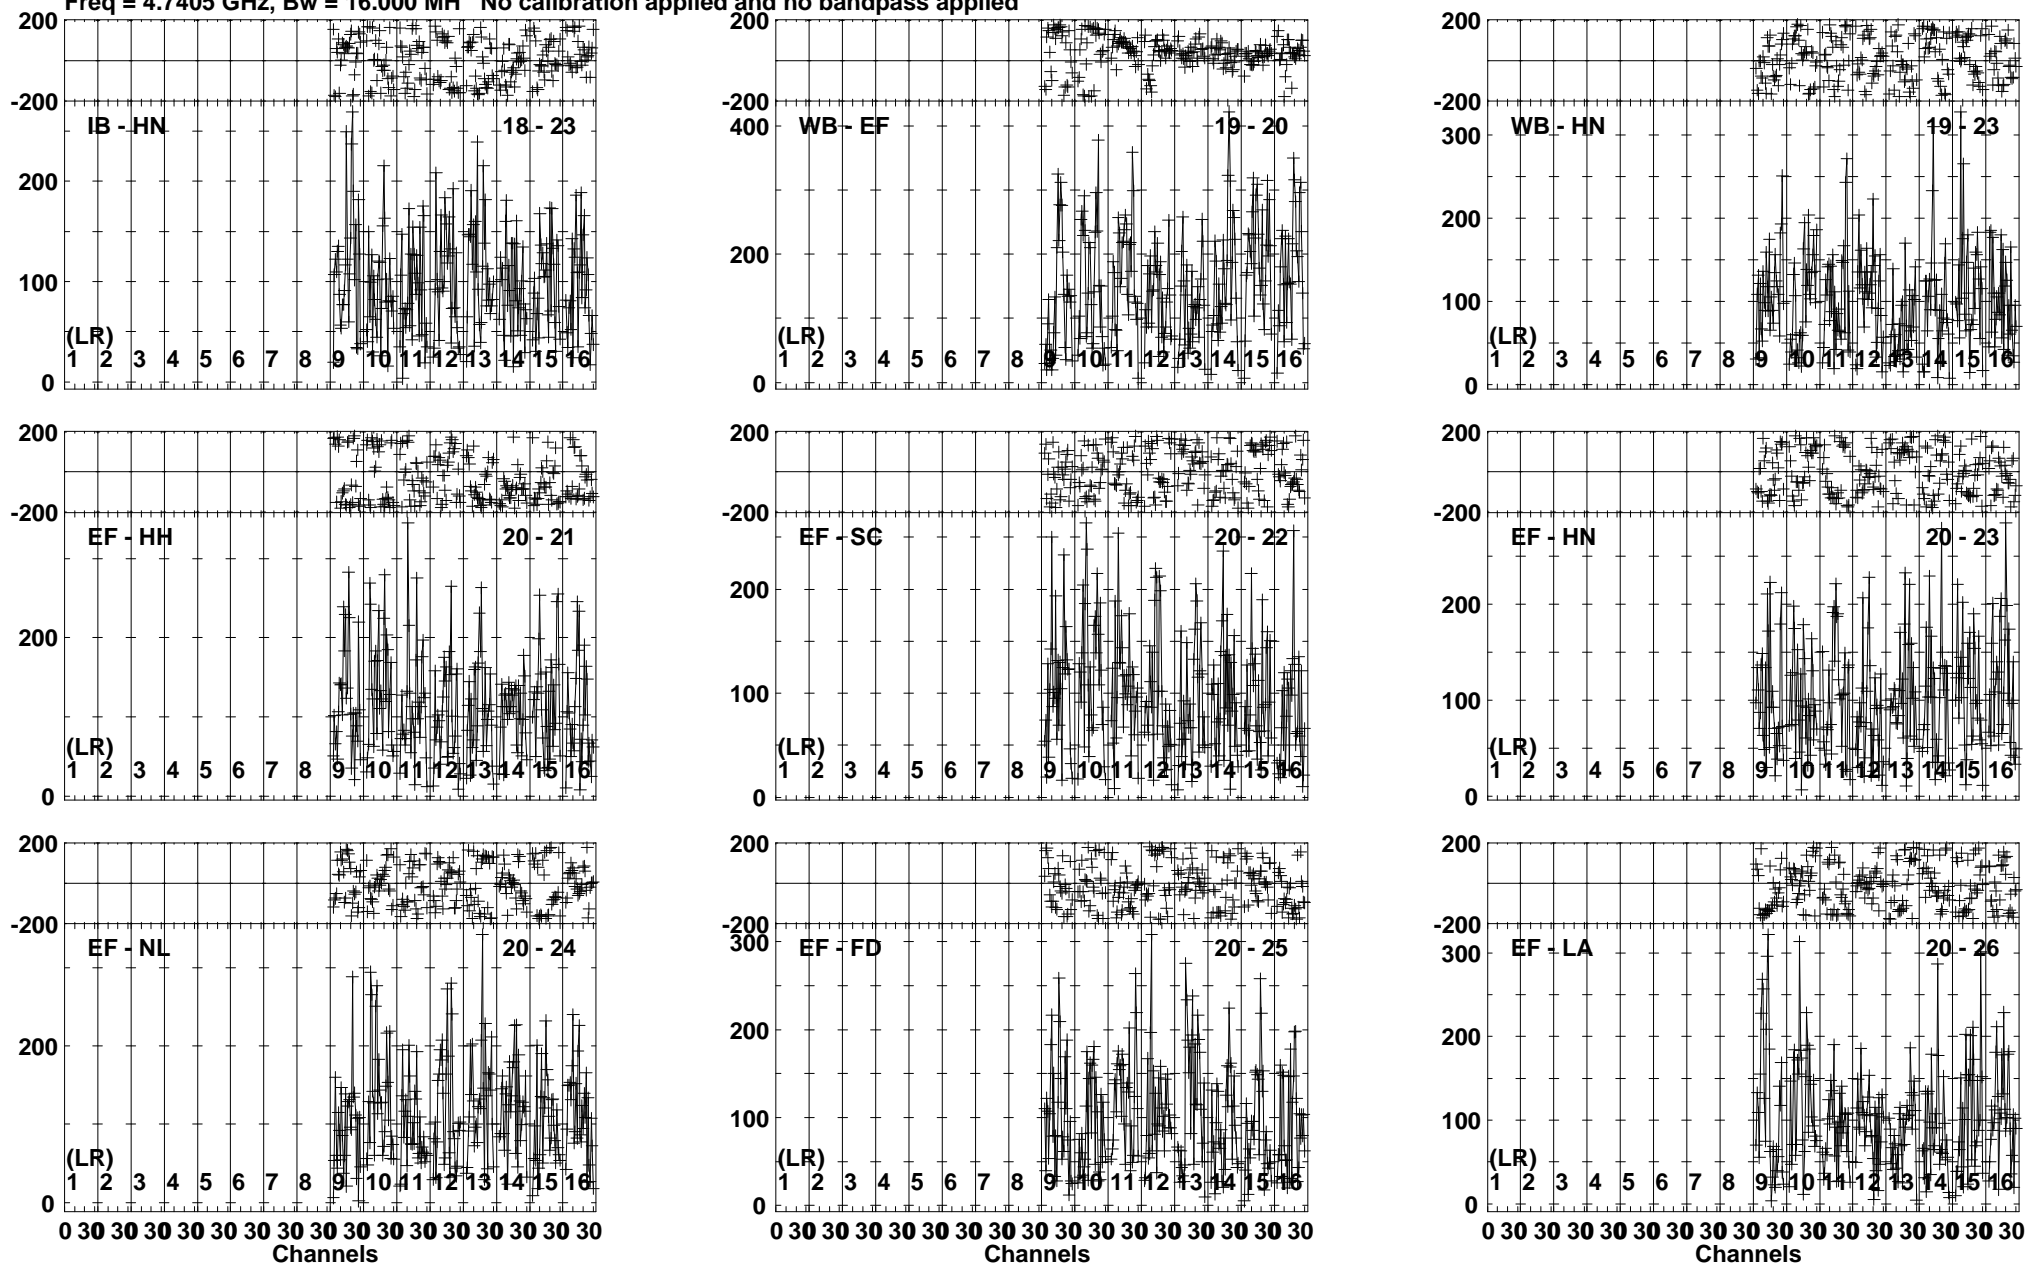 Freq = 4.7405 GHz, Bw = 16.000 MH No calibration applied and no bandpass applied
200
-200
IB - HN 18 - 23
200
100
0
(LR)
1 2 3 4 5 6 7 8 9 10 11 12 13 14 15 16
200
-200
WB - EF 19 - 20
400
200
0
(LR)
1 2 3 4 5 6 7 8 9 10 11 12 13 14 15 16
200
-200
WB - HN 19 - 23
300
200
100
0
(LR)
1 2 3 4 5 6 7 8 9 10 11 12 13 14 15 16
200
-200
EF - HH 20 - 21
200
0
(LR)
1 2 3 4 5 6 7 8 9 10 11 12 13 14 15 16
200
-200
EF - SC 20 - 22
200
100
0
(LR)
1 2 3 4 5 6 7 8 9 10 11 12 13 14 15 16
200
-200
EF - HN 20 - 23
200
100
0
(LR)
1 2 3 4 5 6 7 8 9 10 11 12 13 14 15 16
200
-200
EF - NL 20 - 24
200
0
(LR)
1 2 3 4 5 6 7 8 9 10 11 12 13 14 15 16
0 30 30 30 30 30 30 30 30 30 30 30 30 30 30 30 30
Channels
200
-200
EF - FD 20 - 25
300
200
100
0
(LR)
1 2 3 4 5 6 7 8 9 10 11 12 13 14 15 16
0 30 30 30 30 30 30 30 30 30 30 30 30 30 30 30 30
Channels
200
-200
EF - LA 20 - 26
300
200
100
0
(LR)
1 2 3 4 5 6 7 8 9 10 11 12 13 14 15 16
0 30 30 30 30 30 30 30 30 30 30 30 30 30 30 30 30
Channels